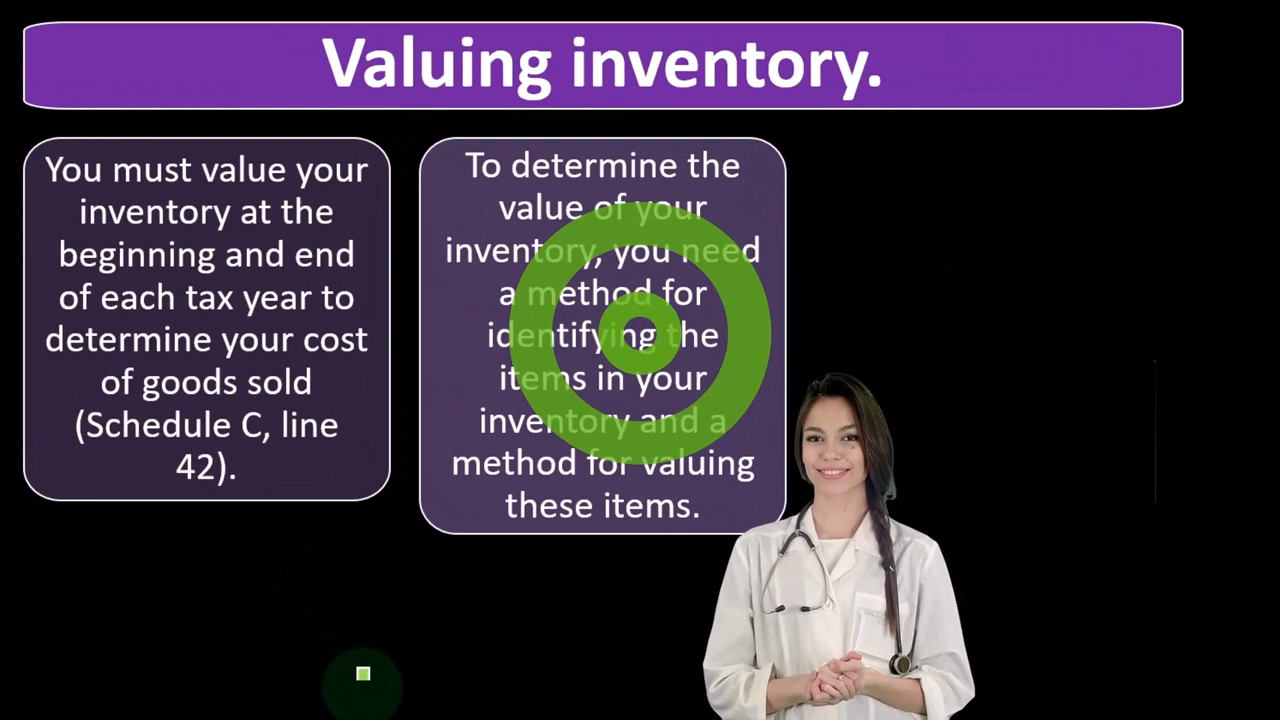 Valuing inventory.
You must value your
inventory at the
beginning and end
of each tax year to
determine your cost
of goods sold
(Schedule C, line
42).
To determine the
value of your
inventory, you need
a method for
identifying the
items in your
inventory and a
method for valuing
these items.